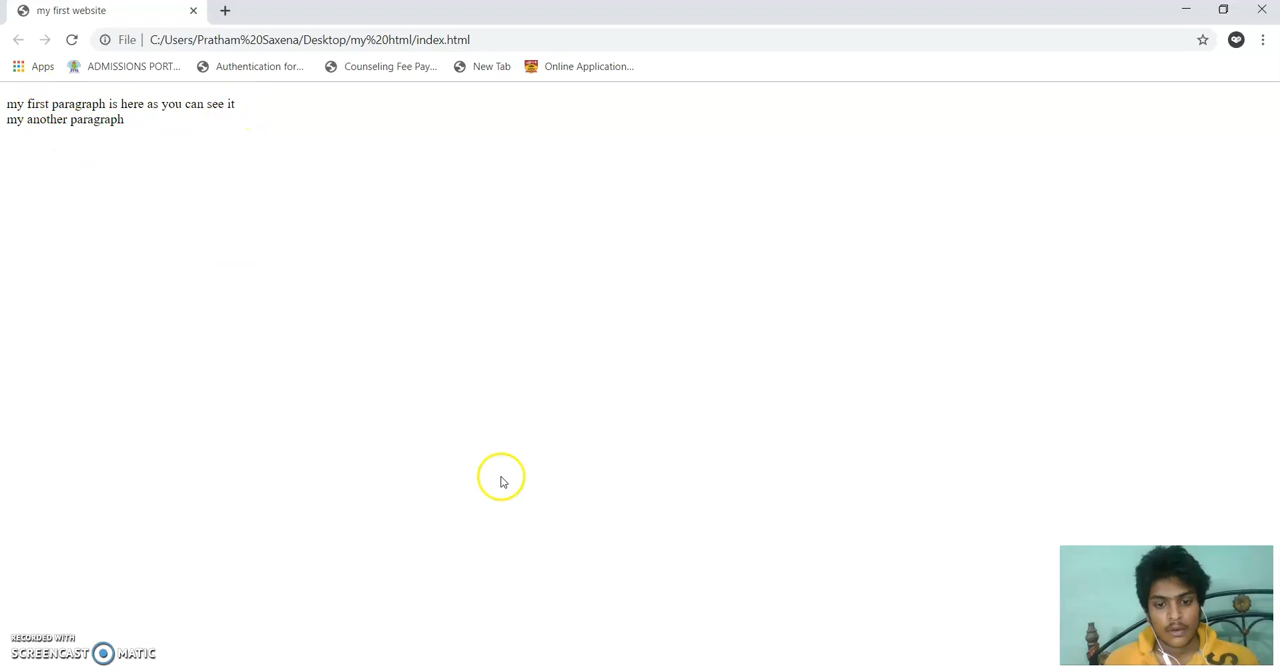 my first website
File C:/Users/Pratham%20Saxena/Desktop/my%20html/index.html
Apps ADMISSIONS PORT... Authentication for... Counseling Fee Pay... New Tab Online Application...
my first paragraph is here as you can see it
my another paragraph
RECORDED WITH
SCREENCAST MATIC
S